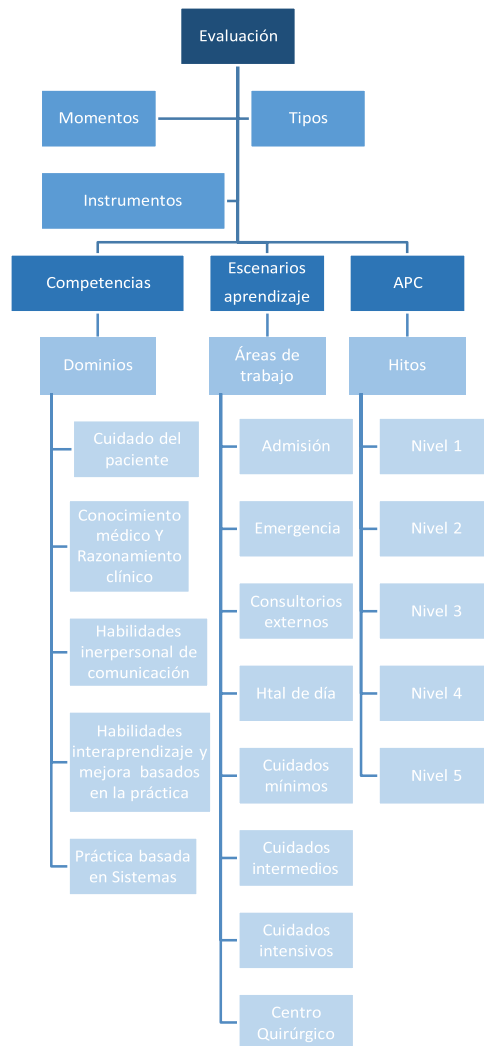 Evaluación
Momentos
Tipos
Instrumentos
Competencias
Escenarios
aprendizaje
APC
Dominios
Áreas de
trabajo
Hitos
Cuidado del
paciente
Conocimiento
médico Y
Razonamiento
clínico
Habilidades
inerpersonal de
comunicación
Habilidades
interaprendizaje y
mejora basados
en la práctica
Práctica basada
en Sistemas
Admisión
Emergencia
Consultorios
externos
Htal de día
Cuidados
mínimos
Cuidados
intermedios
Cuidados
intensivos
Centro
Quirúrgico
Nivel 1
Nivel 2
Nivel 3
Nivel 4
Nivel 5